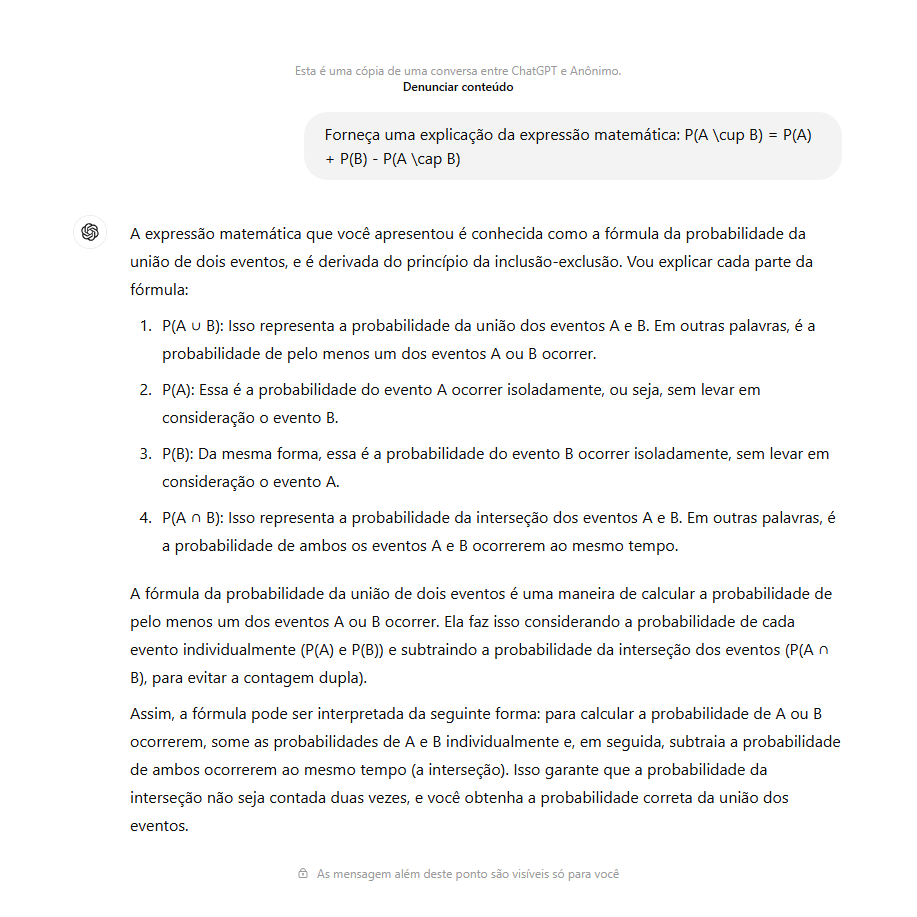 Esta é uma cópia de uma conversa entre ChatGPT e Anônimo.
Denunciar conteúdo
Forneça uma explicação da expressão matemática: P(A \cup B) = P(A)
+ P(B) - P(A \cap B)
A expressão matemática que você apresentou é conhecida como a fórmula da probabilidade da
união de dois eventos, e é derivada do princípio da inclusão-exclusão. Vou explicar cada parte da
fórmula:
1. P(A ∪ B): Isso representa a probabilidade da união dos eventos A e B. Em outras palavras, é a
probabilidade de pelo menos um dos eventos A ou B ocorrer.
2. P(A): Essa é a probabilidade do evento A ocorrer isoladamente, ou seja, sem levar em
consideração o evento B.
3. P(B): Da mesma forma, essa é a probabilidade do evento B ocorrer isoladamente, sem levar em
consideração o evento A.
4. P(A ∩ B): Isso representa a probabilidade da interseção dos eventos A e B. Em outras palavras, é
a probabilidade de ambos os eventos A e B ocorrerem ao mesmo tempo.
A fórmula da probabilidade da união de dois eventos é uma maneira de calcular a probabilidade de
pelo menos um dos eventos A ou B ocorrer. Ela faz isso considerando a probabilidade de cada
evento individualmente (P(A) e P(B)) e subtraindo a probabilidade da interseção dos eventos (P(A ∩
B), para evitar a contagem dupla).
Assim, a fórmula pode ser interpretada da seguinte forma: para calcular a probabilidade de A ou B
ocorrerem, some as probabilidades de A e B individualmente e, em seguida, subtraia a probabilidade
de ambos ocorrerem ao mesmo tempo (a interseção). Isso garante que a probabilidade da
interseção não seja contada duas vezes, e você obtenha a probabilidade correta da união dos
eventos.
As mensagem além deste ponto são visíveis só para você